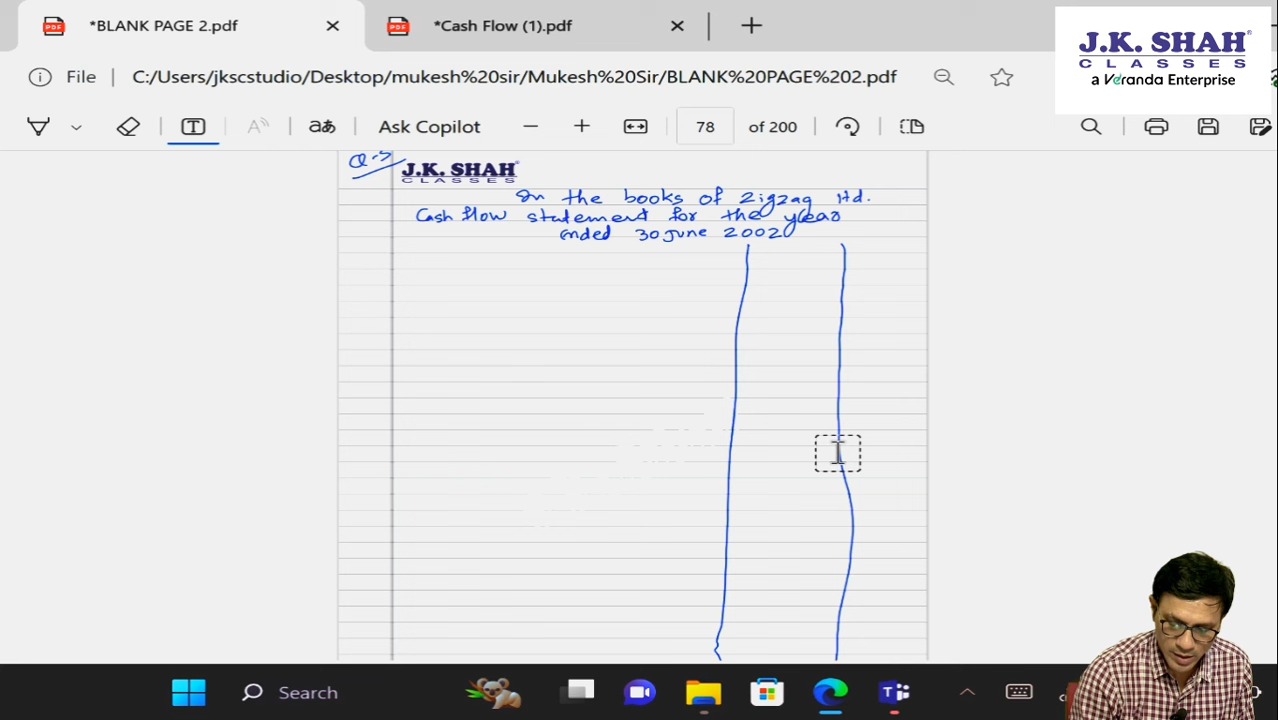 *BLANK PAGE 2.pdf
*Cash Flow (1).pdf
J.K. SHAH®
CLASSES
a Veranda Enterprise
File C:/Users/jkscstudio/Desktop/mukesh%20sir/Mukesh%20Sir/BLANK%20PAGE%202.pdf
aあ Ask Copilot 78 of 200
Q-5
J.K. SHAH®
CLASSES
In the books of Zigzag ltd.
Cash flow statement for the year
ended 30 June 2002
Search